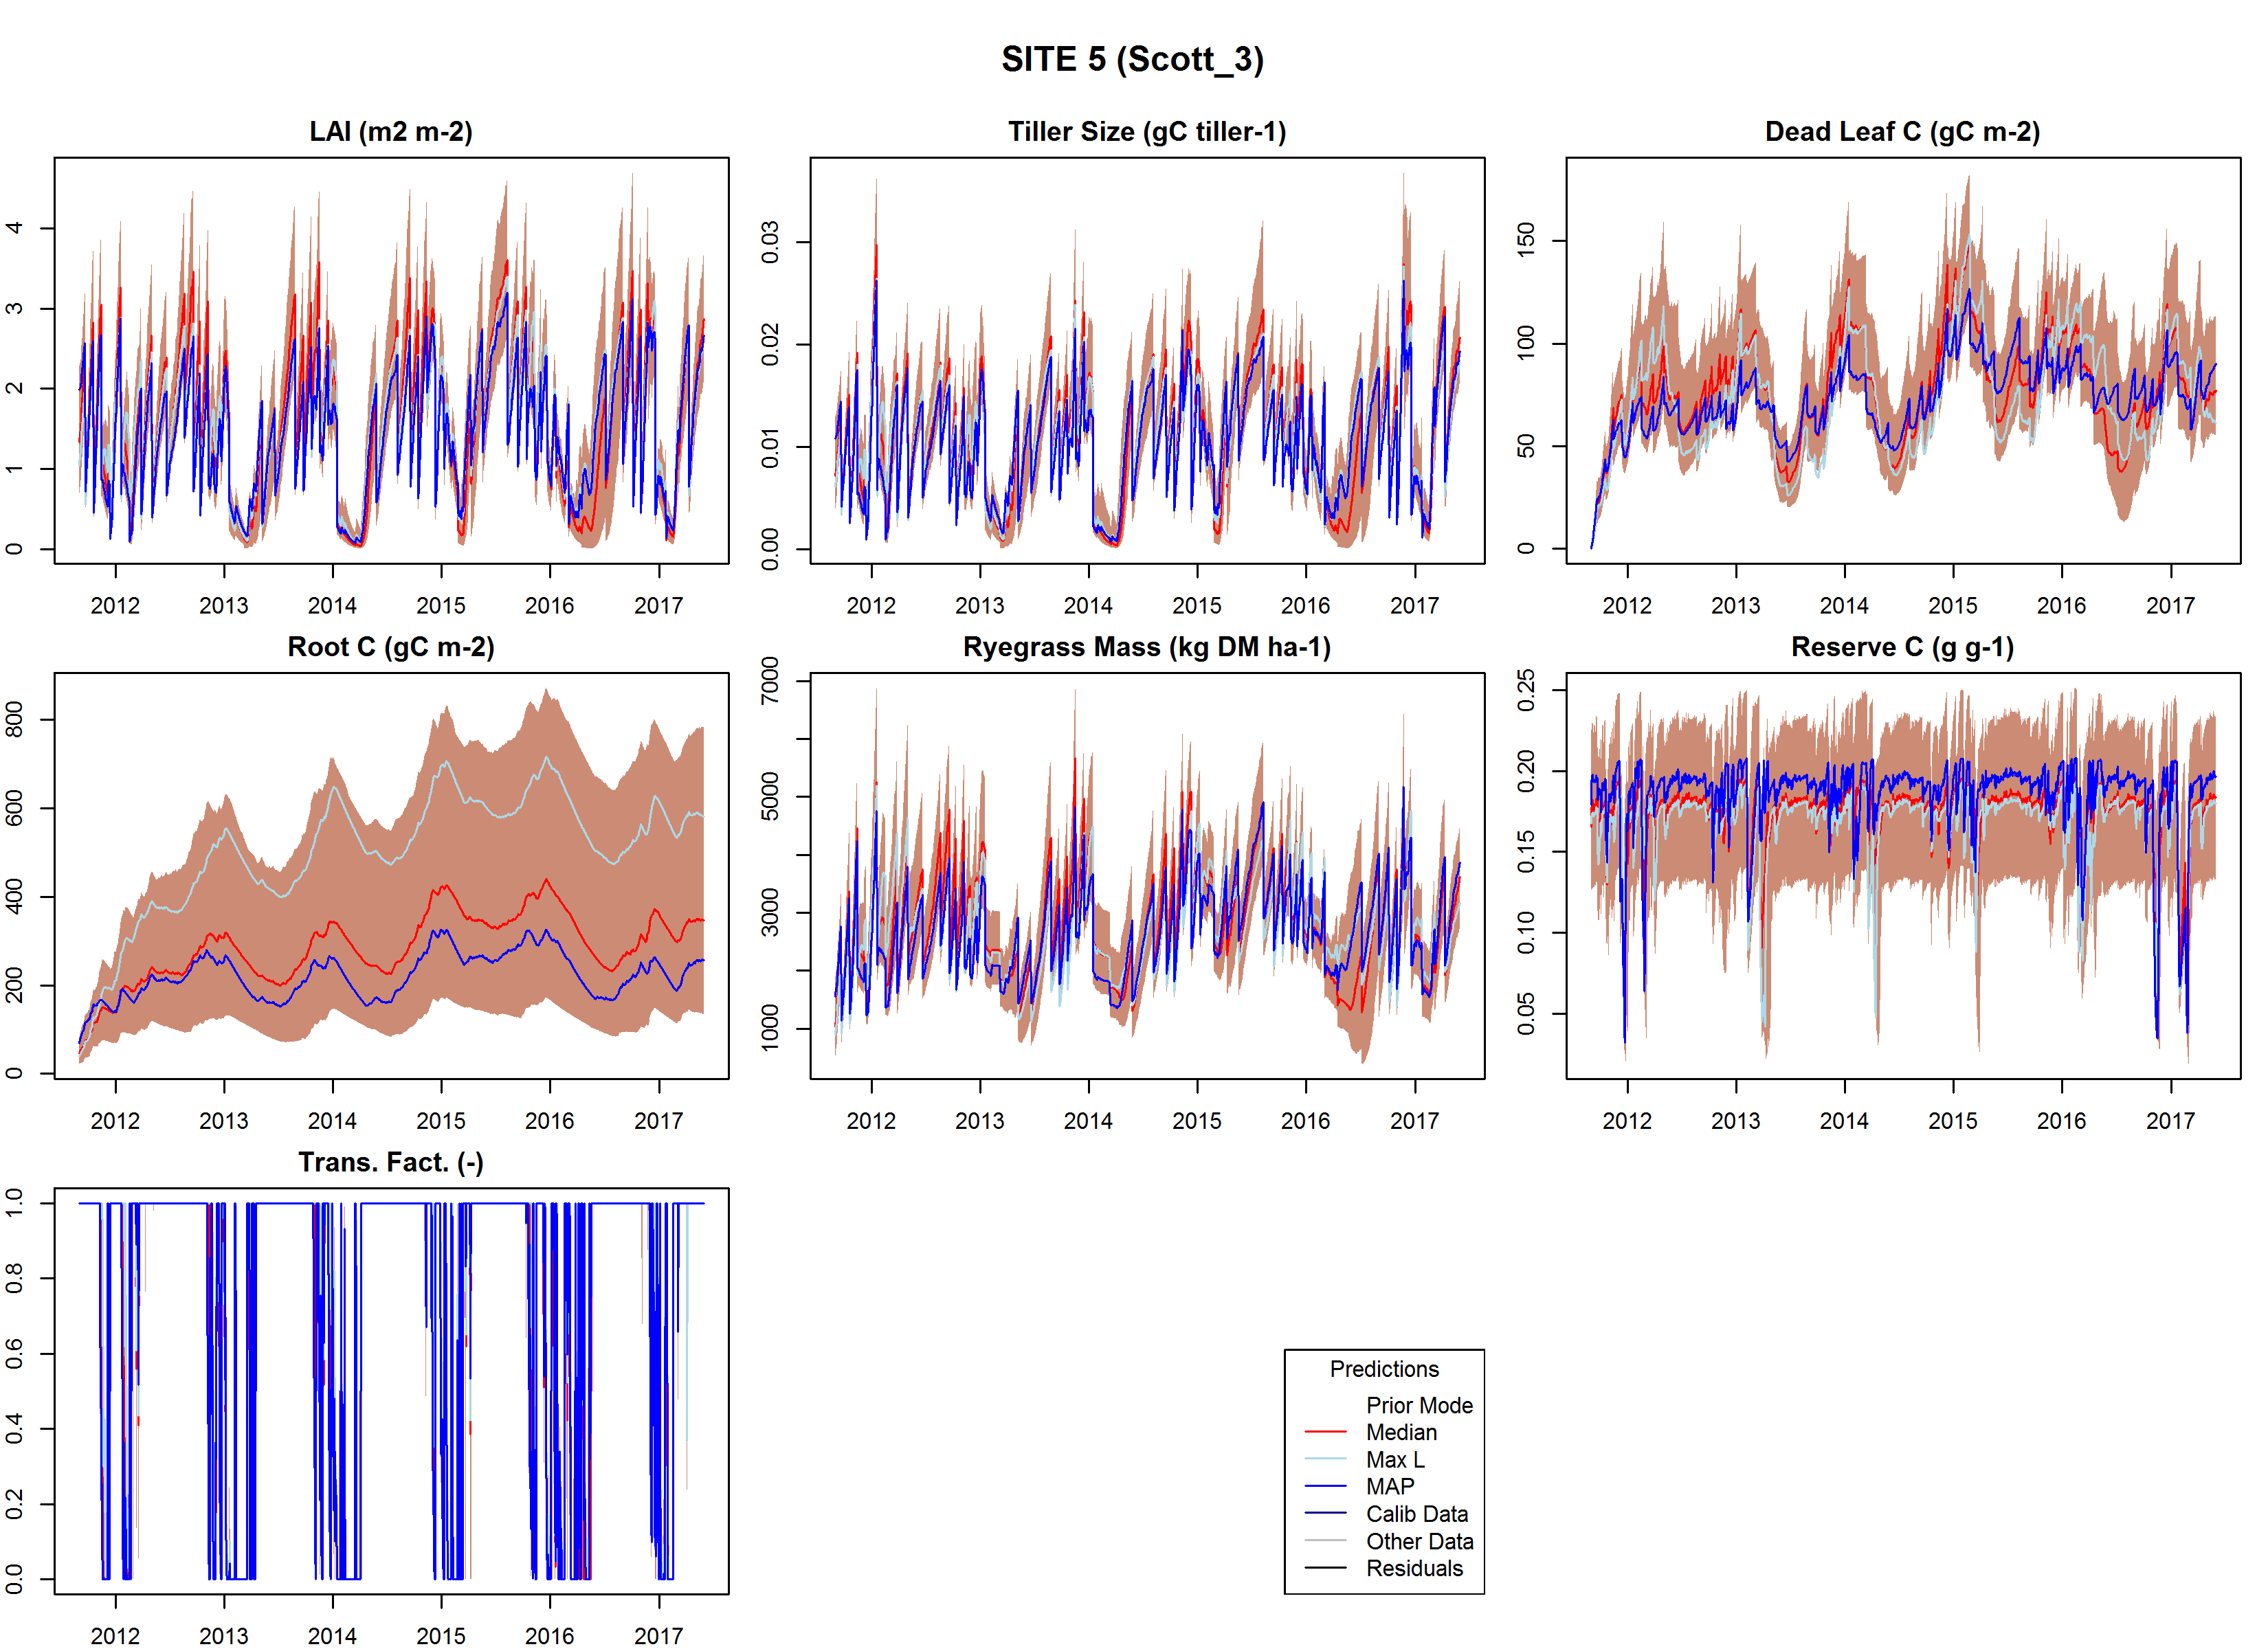 SITE 5 (Scott_3)
LAI (m2 m-2)
0 1 2 3 4
2012 2013 2014 2015 2016 2017
Tiller Size (gC tiller-1)
0.00 0.01 0.02 0.03
2012 2013 2014 2015 2016 2017
Dead Leaf C (gC m-2)
0 50 100 150
2012 2013 2014 2015 2016 2017
Root C (gC m-2)
0 200 400 600 800
2012 2013 2014 2015 2016 2017
Ryegrass Mass (kg DM ha-1)
1000 3000 5000 7000
2012 2013 2014 2015 2016 2017
Reserve C (g g-1)
0.05 0.10 0.15 0.20 0.25
2012 2013 2014 2015 2016 2017
Trans. Fact. (-)
0.0 0.2 0.4 0.6 0.8 1.0
2012 2013 2014 2015 2016 2017
Predictions
Prior Mode
Median
Max L
MAP
Calib Data
Other Data
Residuals